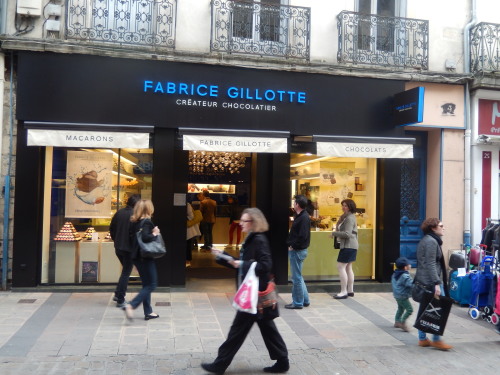 FABRICE GILLOTTE
CRÉATEUR CHOCOLATIER
MACARONS
FABRICE GILLOTTE
CHOCOLATS